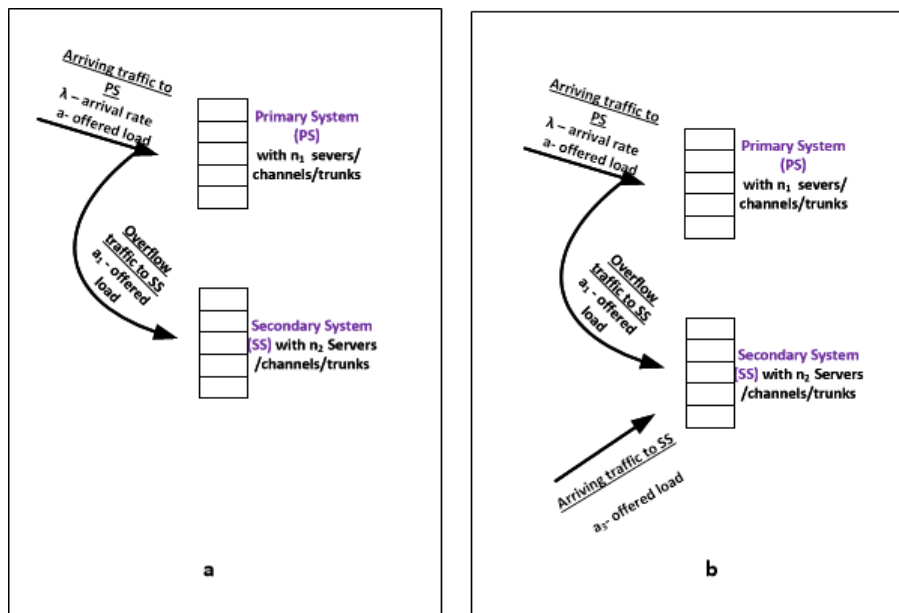 Arriving traffic to
PS
λ – arrival rate
a- offered load
Primary System
(PS)
with n₁ severs/
channels/trunks
Overflow
traffic to SS
a₁ - offered
load
Secondary System
(SS) with n₂ Servers
/channels/trunks
a
Arriving traffic to
PS
λ – arrival rate
a- offered load
Primary System
(PS)
with n₁ severs/
channels/trunks
Overflow
traffic to SS
a₁ - offered
load
Secondary System
(SS) with n₂ Servers
/channels/trunks
Arriving traffic to SS
a₃- offered load
b